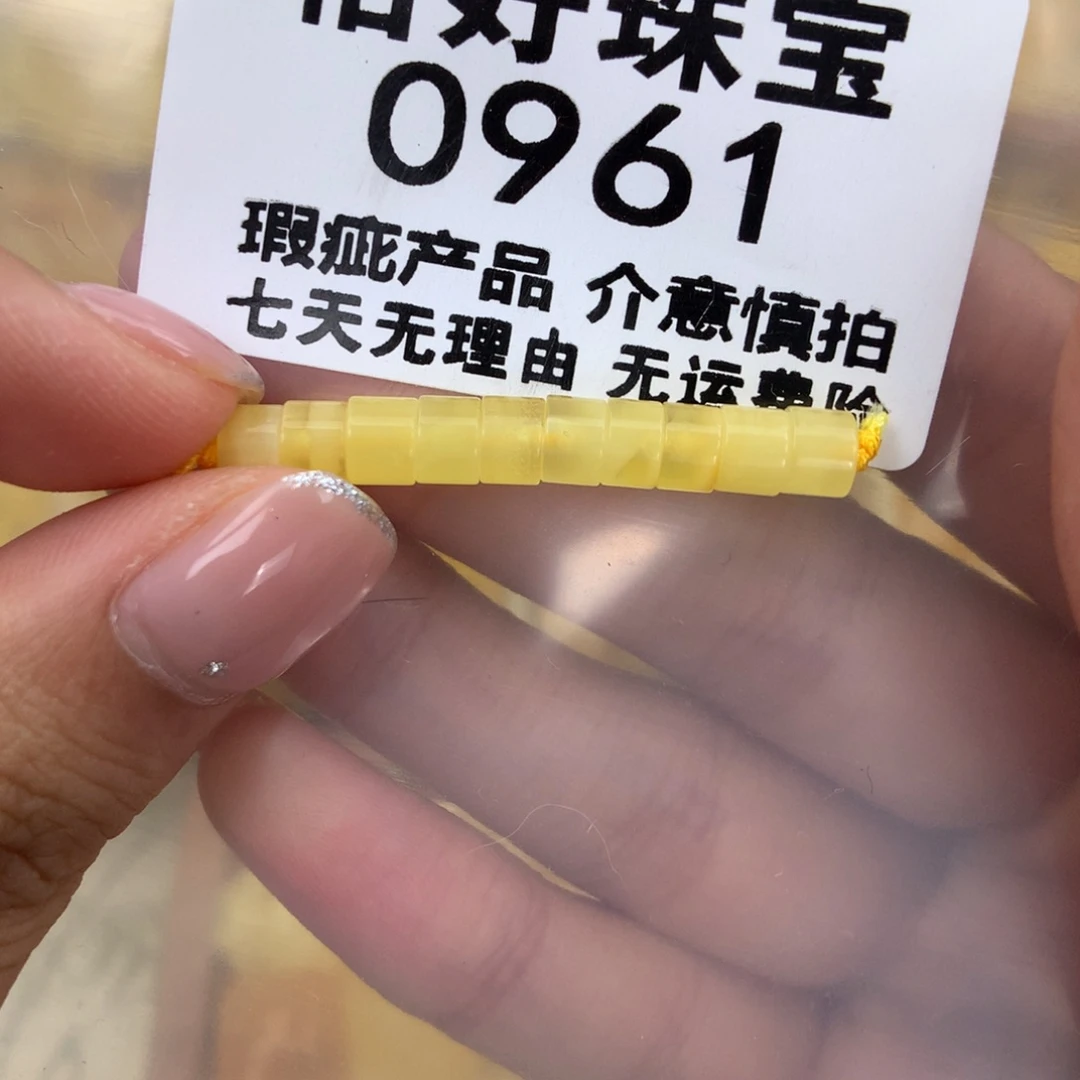 恰好珠宝
0961
瑕疵产品 介意慎拍
七天无理由 无运费险